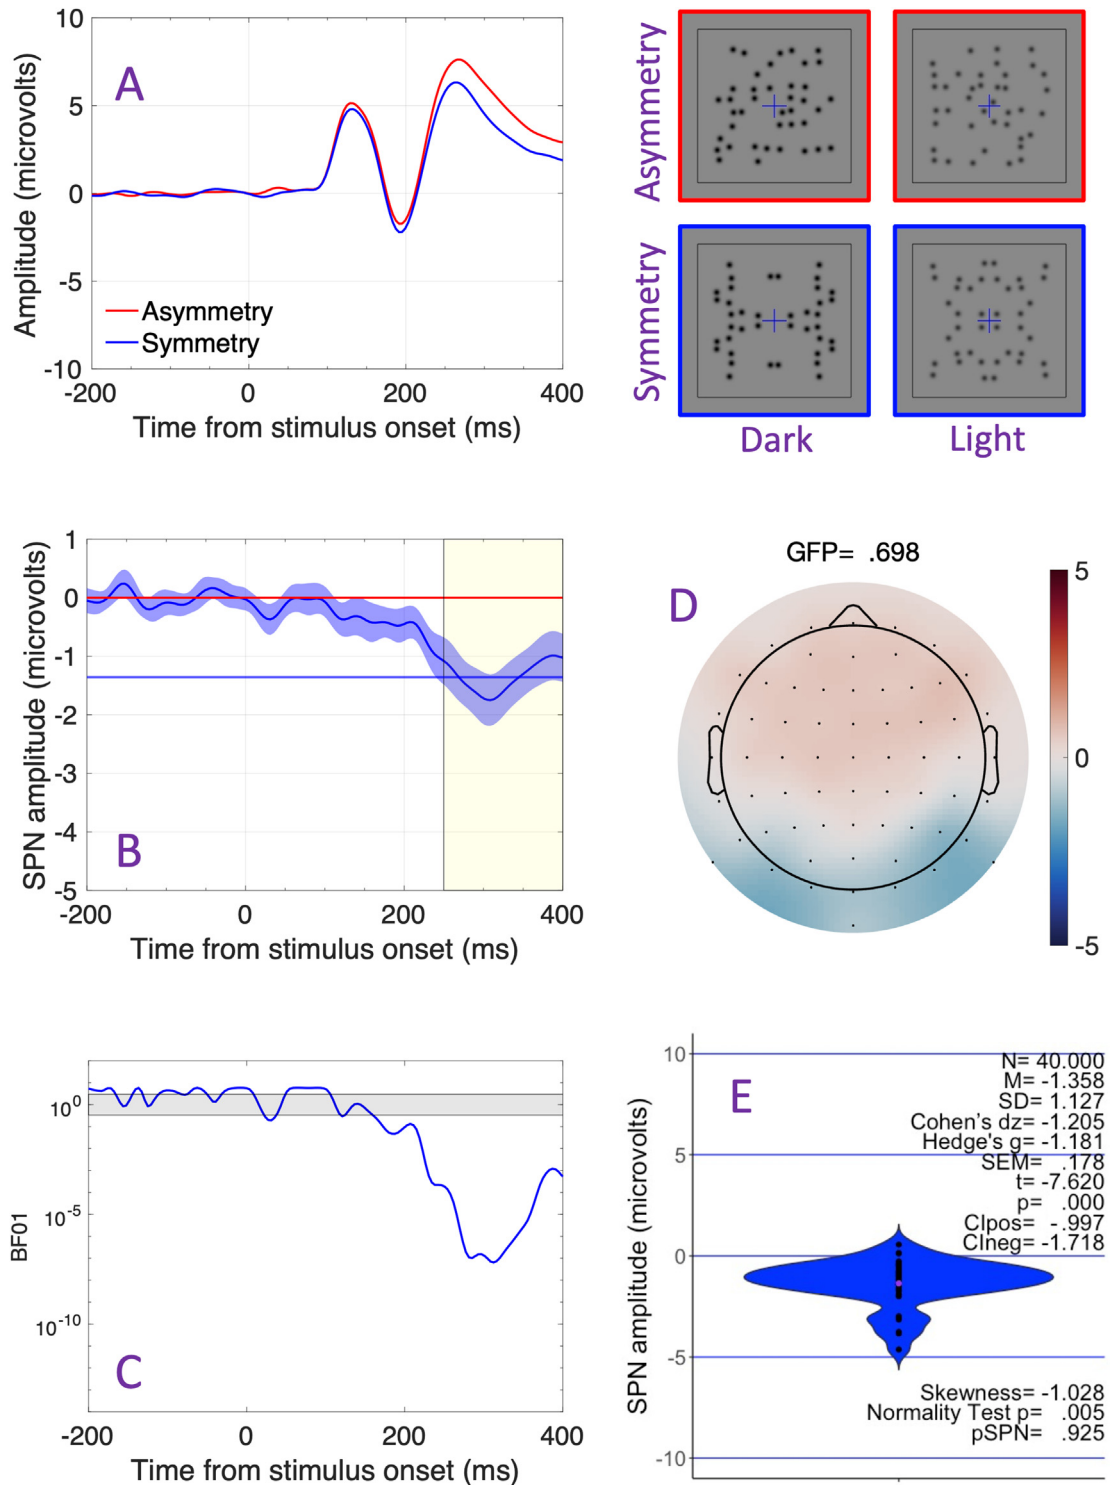 10
5
0
-5
-10
Amplitude (microvolts)
A
Asymmetry
Symmetry
-200
0
200
400
Time from stimulus onset (ms)
Asymmetry
Symmetry
Dark
Light
1
0
-1
-2
-3
-4
-5
SPN amplitude (microvolts)
B
-200
0
200
400
Time from stimulus onset (ms)
GFP= .698
D
5
0
-5
10^0
10^-5
10^-10
BF01
C
-200
0
200
400
Time from stimulus onset (ms)
10
5
0
-5
-10
SPN amplitude (microvolts)
E
N= 40.000
M= -1.358
SD= 1.127
Cohen's dz= -1.205
Hedge's g= -1.181
SEM= .178
t= -7.620
p= .000
CIpos= -.997
CIneg= -1.718
Skewness= -1.028
Normality Test p= .005
pSPN= .925